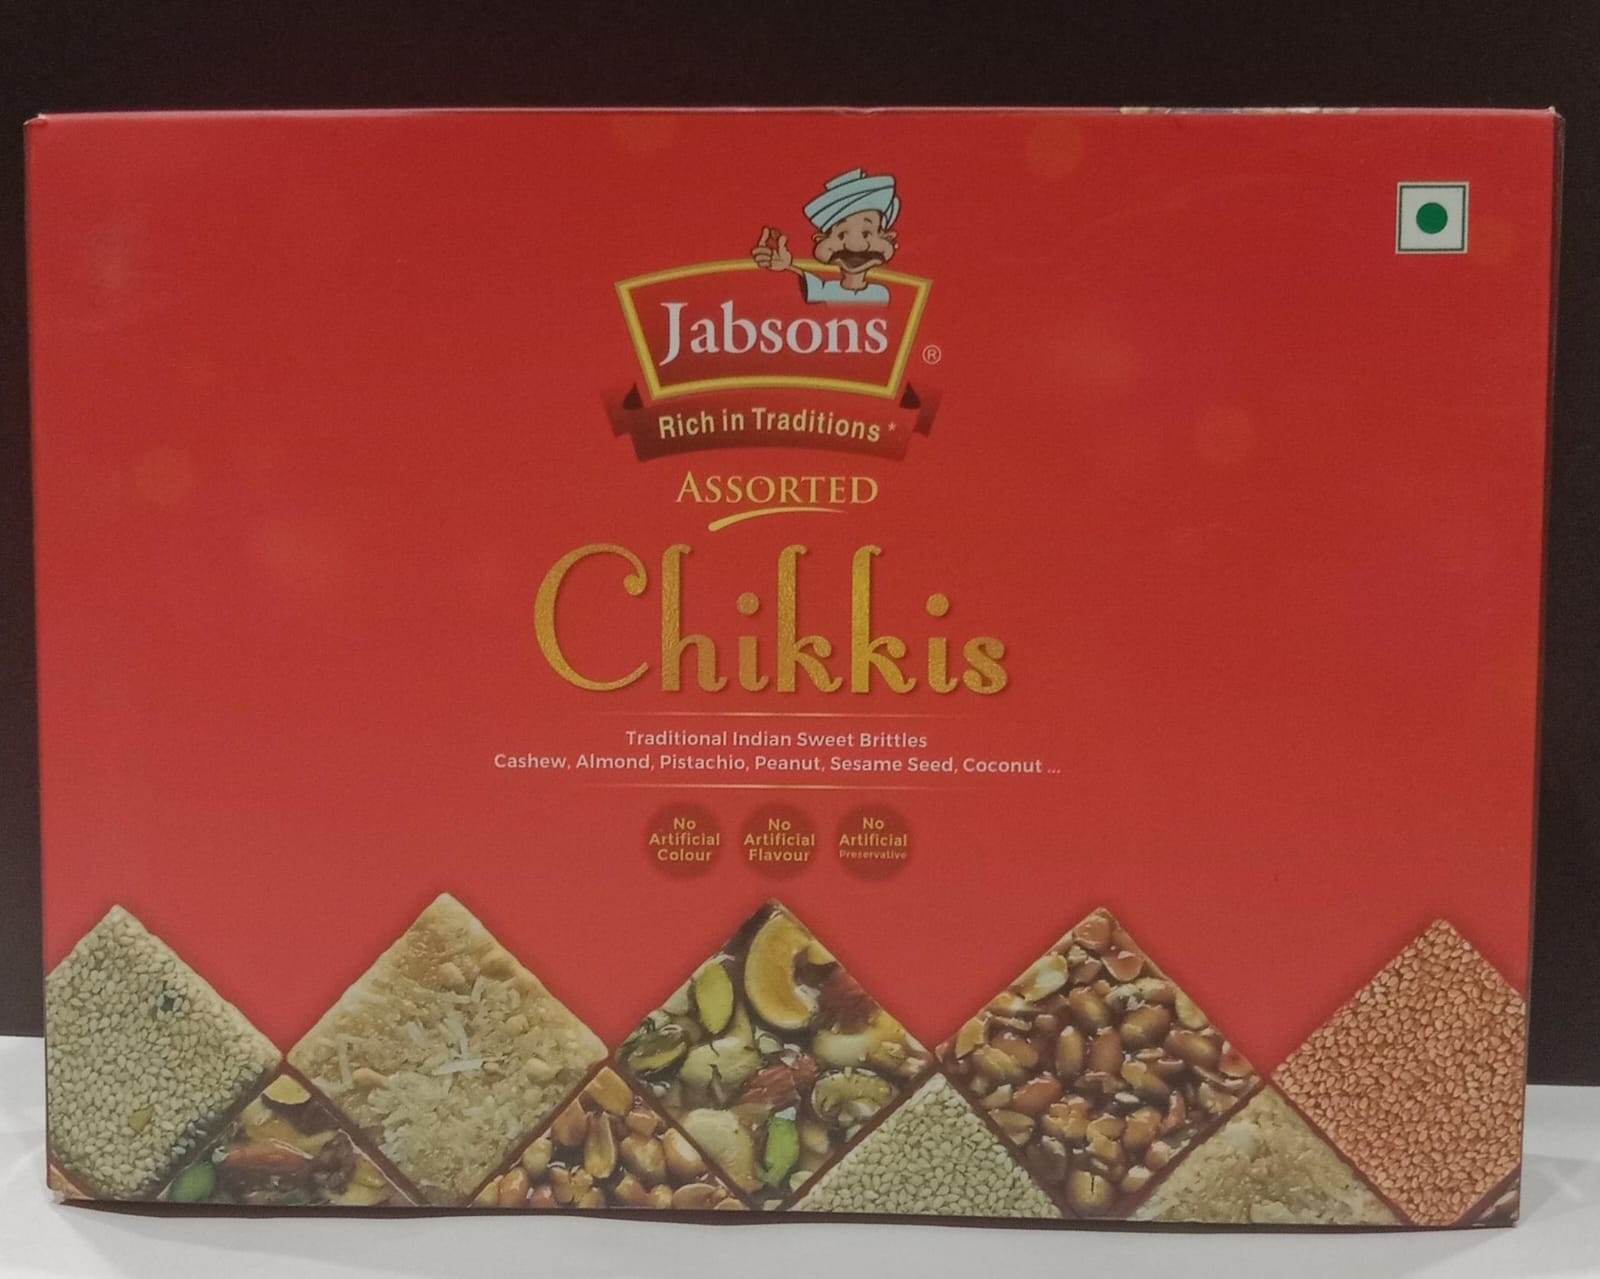 Jabsons
®
Rich in Traditions*
ASSORTED
Chikkis
Traditional Indian Sweet Brittles
Cashew, Almond, Pistachio, Peanut, Sesame Seed, Coconut ...
No
Artificial
Colour
No
Artificial
Flavour
No
Artificial
Preservative